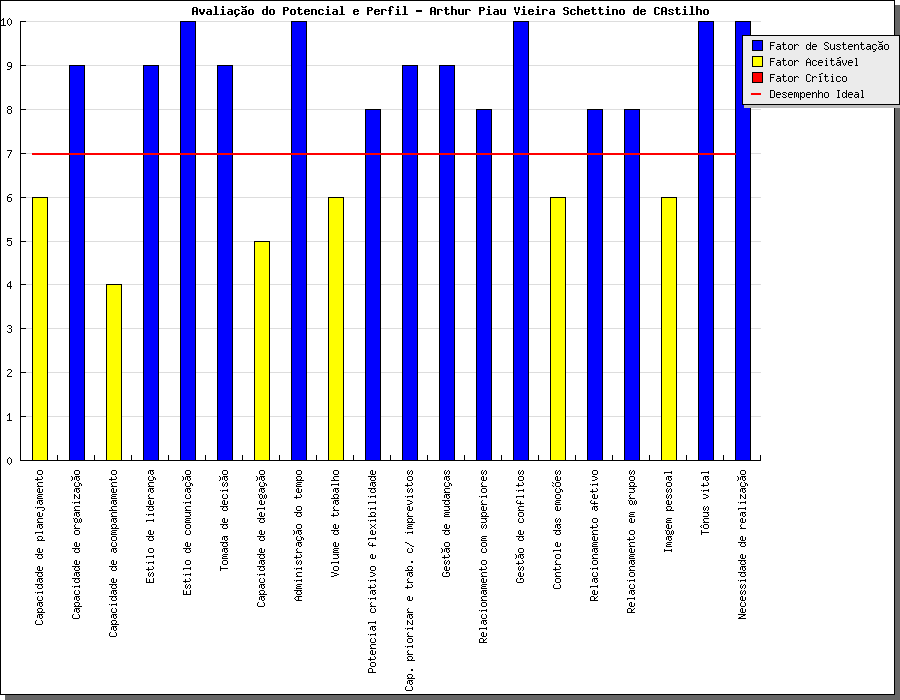 Avaliação do Potencial e Perfil - Arthur Piau Vieira Schettino de CAstilho
Fator de Sustentação
Fator Aceitável
Fator Crítico
Desempenho Ideal
10
9
8
7
6
5
4
3
2
1
0
Capacidade de planejamento
Capacidade de organização
Capacidade de acompanhamento
Estilo de liderança
Estilo de comunicação
Tomada de decisão
Capacidade de delegação
Administração do tempo
Volume de trabalho
Potencial criativo e flexibilidade
Cap. priorizar e trab. c/ imprevistos
Gestão de mudanças
Relacionamento com superiores
Gestão de conflitos
Controle das emoções
Relacionamento afetivo
Relacionamento em grupos
Imagem pessoal
Tônus vital
Necessidade de realização